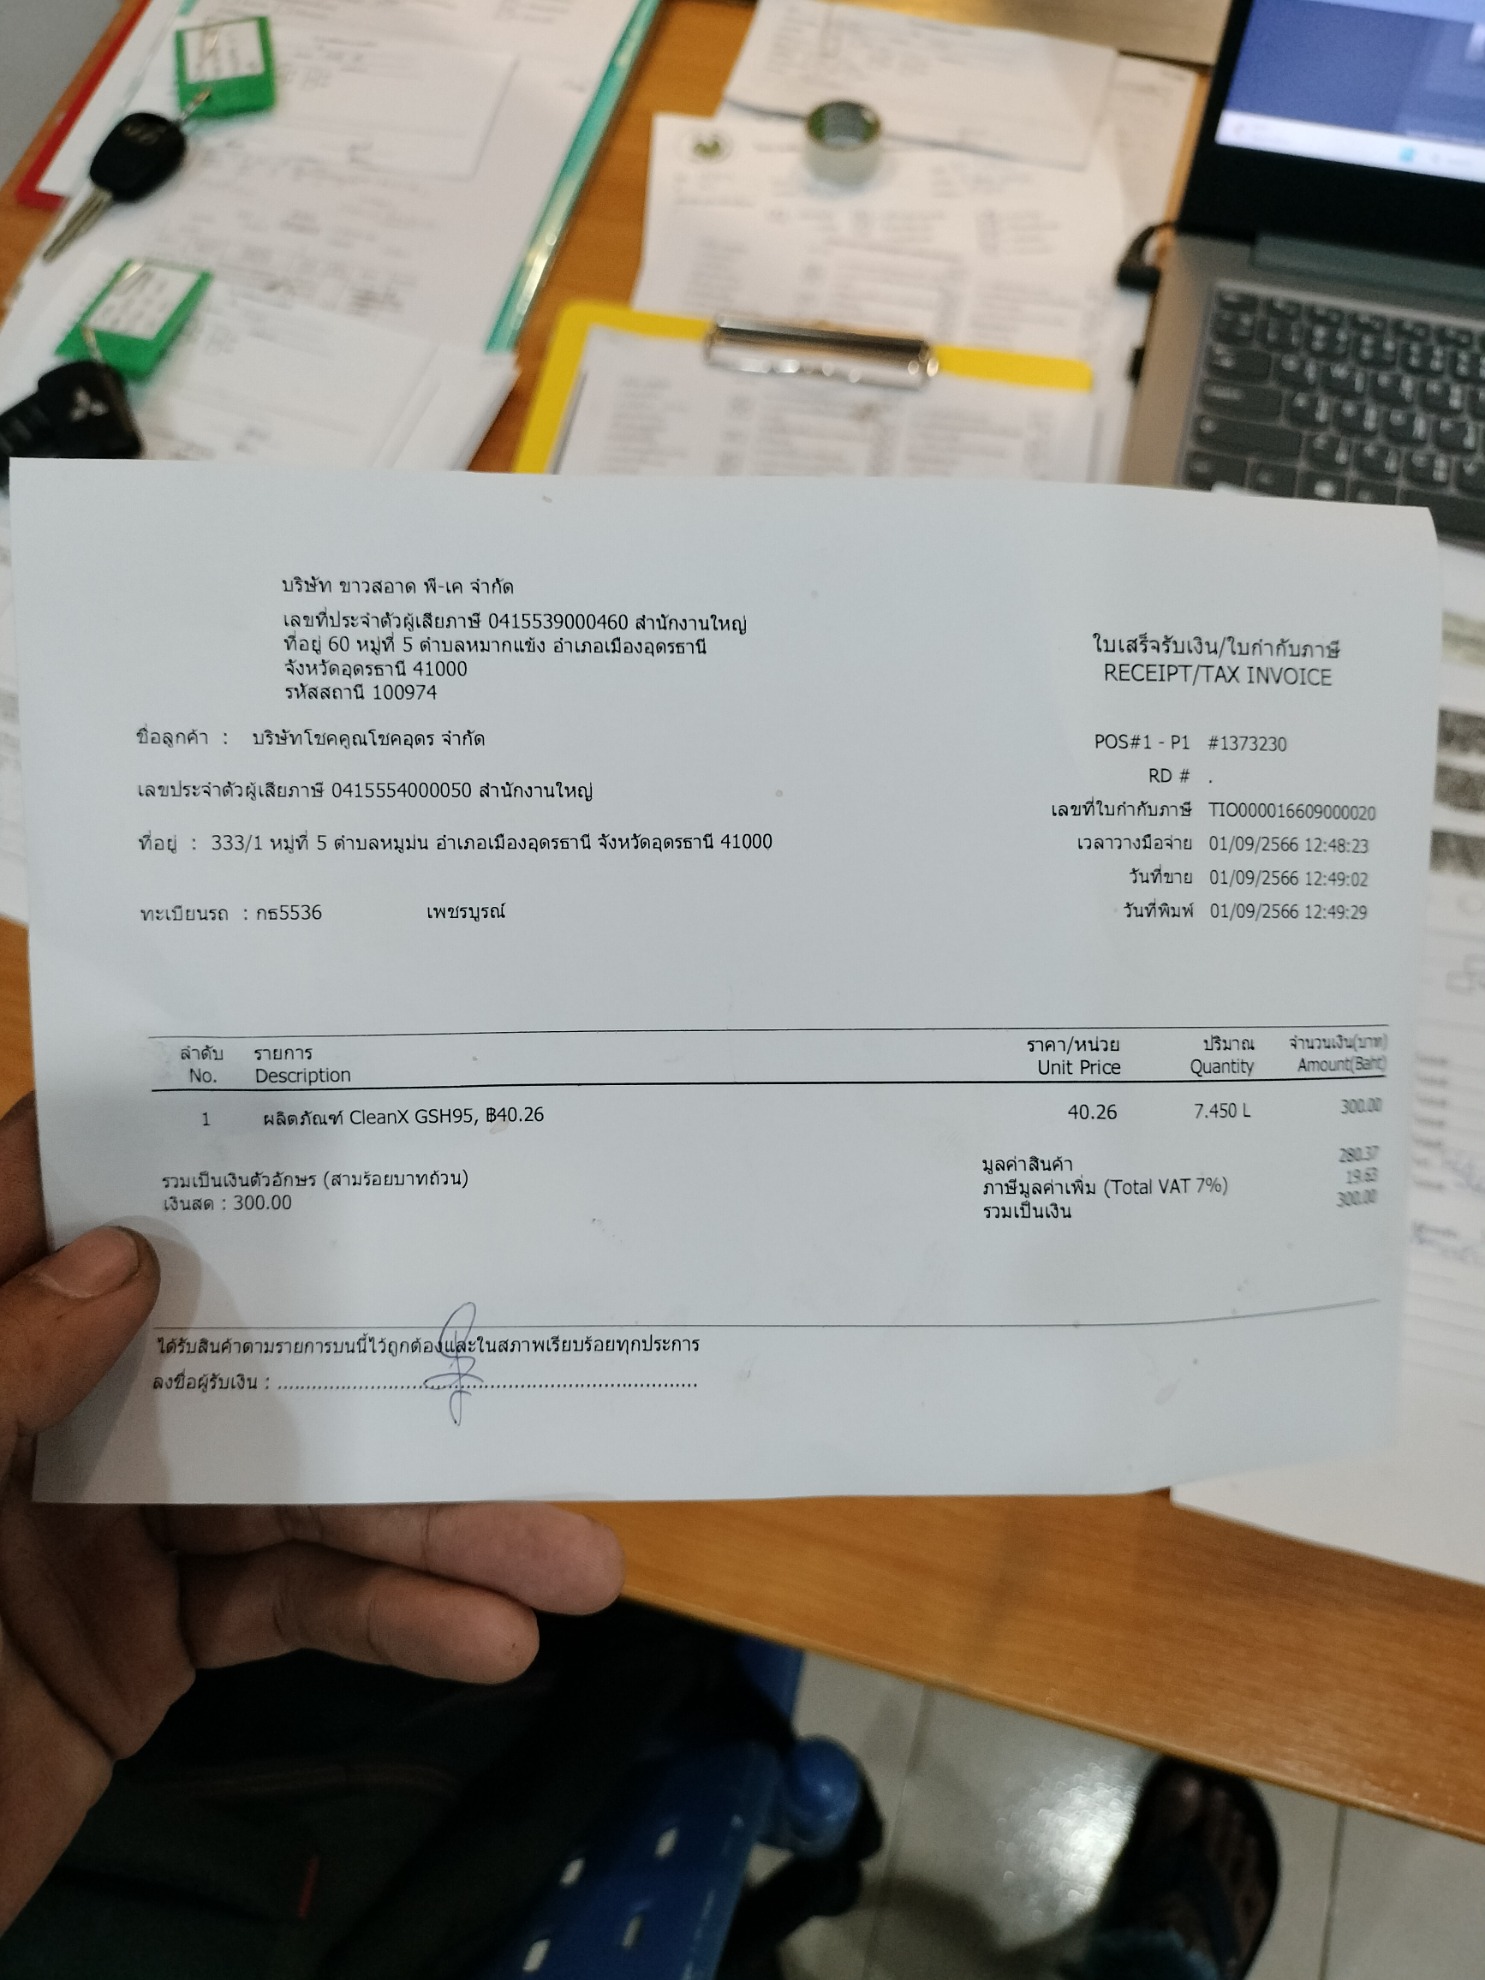 บริษัท ขาวสอาด พี-เค จำกัด
เลขที่ประจำตัวผู้เสียภาษี 0415539000460 สำนักงานใหญ่
ที่อยู่ 60 หมู่ที่ 5 ตำบลหมากแข้ง อำเภอเมืองอุดรธานี
จังหวัดอุดรธานี 41000
รหัสสถานี 100974
ใบเสร็จรับเงิน/ใบกำกับภาษี
RECEIPT/TAX INVOICE
ชื่อลูกค้า : บริษัทโชคคูณโชคอุดร จำกัด
เลขประจำตัวผู้เสียภาษี 0415554000050 สำนักงานใหญ่
ที่อยู่ : 333/1 หมู่ที่ 5 ตำบลหมูม่น อำเภอเมืองอุดรธานี จังหวัดอุดรธานี 41000
ทะเบียนรถ : กธ5536 เพชรบูรณ์
POS#1 - P1 #1373230
RD # .
เลขที่ใบกำกับภาษี TIO000016609000020
เวลาวางมือจ่าย 01/09/2566 12:48:23
วันที่ขาย 01/09/2566 12:49:02
วันที่พิมพ์ 01/09/2566 12:49:29
ลำดับ รายการ ราคา/หน่วย ปริมาณ จำนวนเงิน(บาท)
No. Description Unit Price Quantity Amount(Baht)
1 ผลิตภัณฑ์ CleanX GSH95, ฿40.26 40.26 7.450 L 300.00
มูลค่าสินค้า 280.37
รวมเป็นเงินตัวอักษร (สามร้อยบาทถ้วน) ภาษีมูลค่าเพิ่ม (Total VAT 7%) 19.63
เงินสด : 300.00 รวมเป็นเงิน 300.00
ได้รับสินค้าตามรายการบนนี้ไว้ถูกต้องและในสภาพเรียบร้อยทุกประการ
ลงชื่อผู้รับเงิน : ........................................